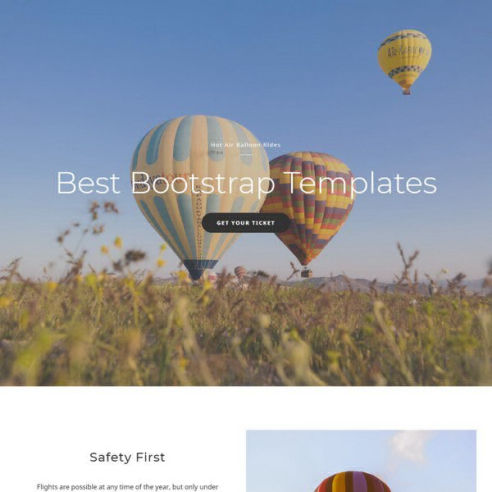 Hot Air Balloon Rides
Best Bootstrap Templates
GET YOUR TICKET
Safety First
Flights are possible at any time of the year, but only under